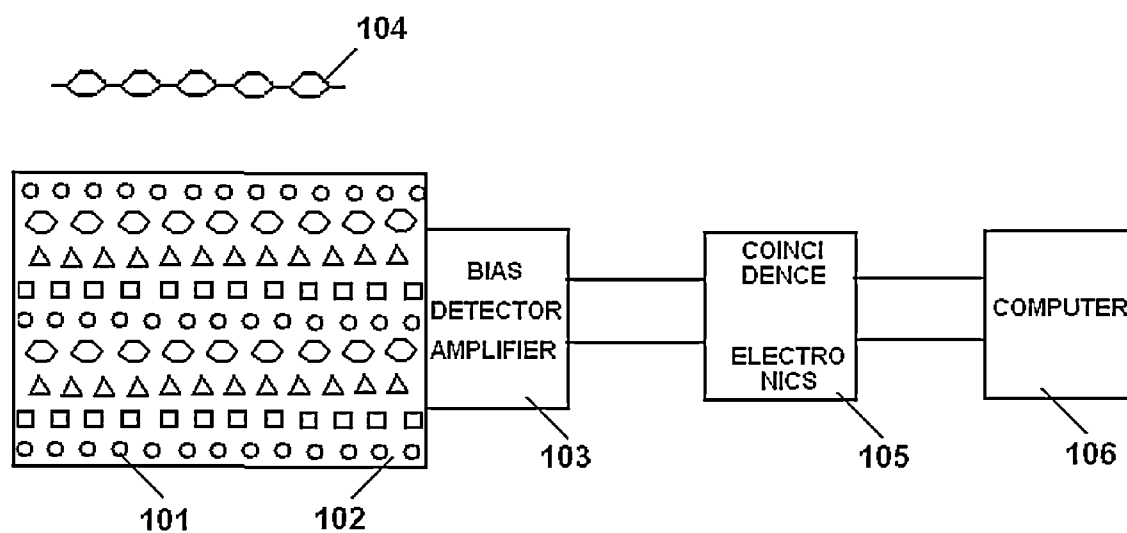 104
BIAS
DETECTOR
AMPLIFIER
COINCI
DENCE
ELECTRO
NICS
COMPUTER
103
105
106
101
102